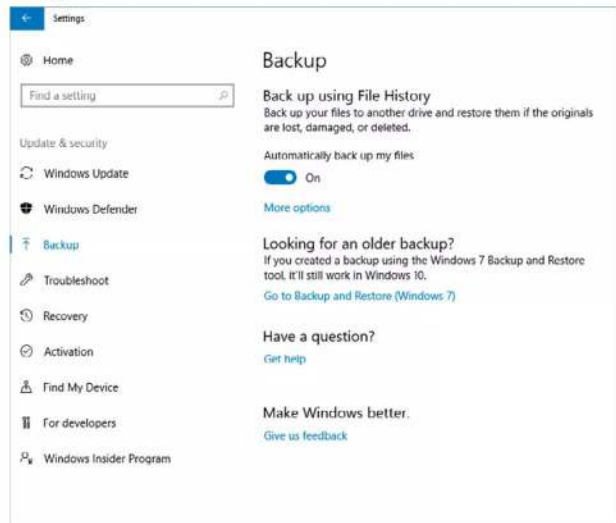 Settings
Home
Find a setting
Update & security
Windows Update
Windows Defender
Backup
Troubleshoot
Recovery
Activation
Find My Device
For developers
Windows Insider Program
Backup
Back up using File History
Back up your files to another drive and restore them if the originals
are lost, damaged, or deleted.
Automatically back up my files
On
More options
Looking for an older backup?
If you created a backup using the Windows 7 Backup and Restore
tool, it'll still work in Windows 10.
Go to Backup and Restore (Windows 7)
Have a question?
Get help
Make Windows better.
Give us feedback